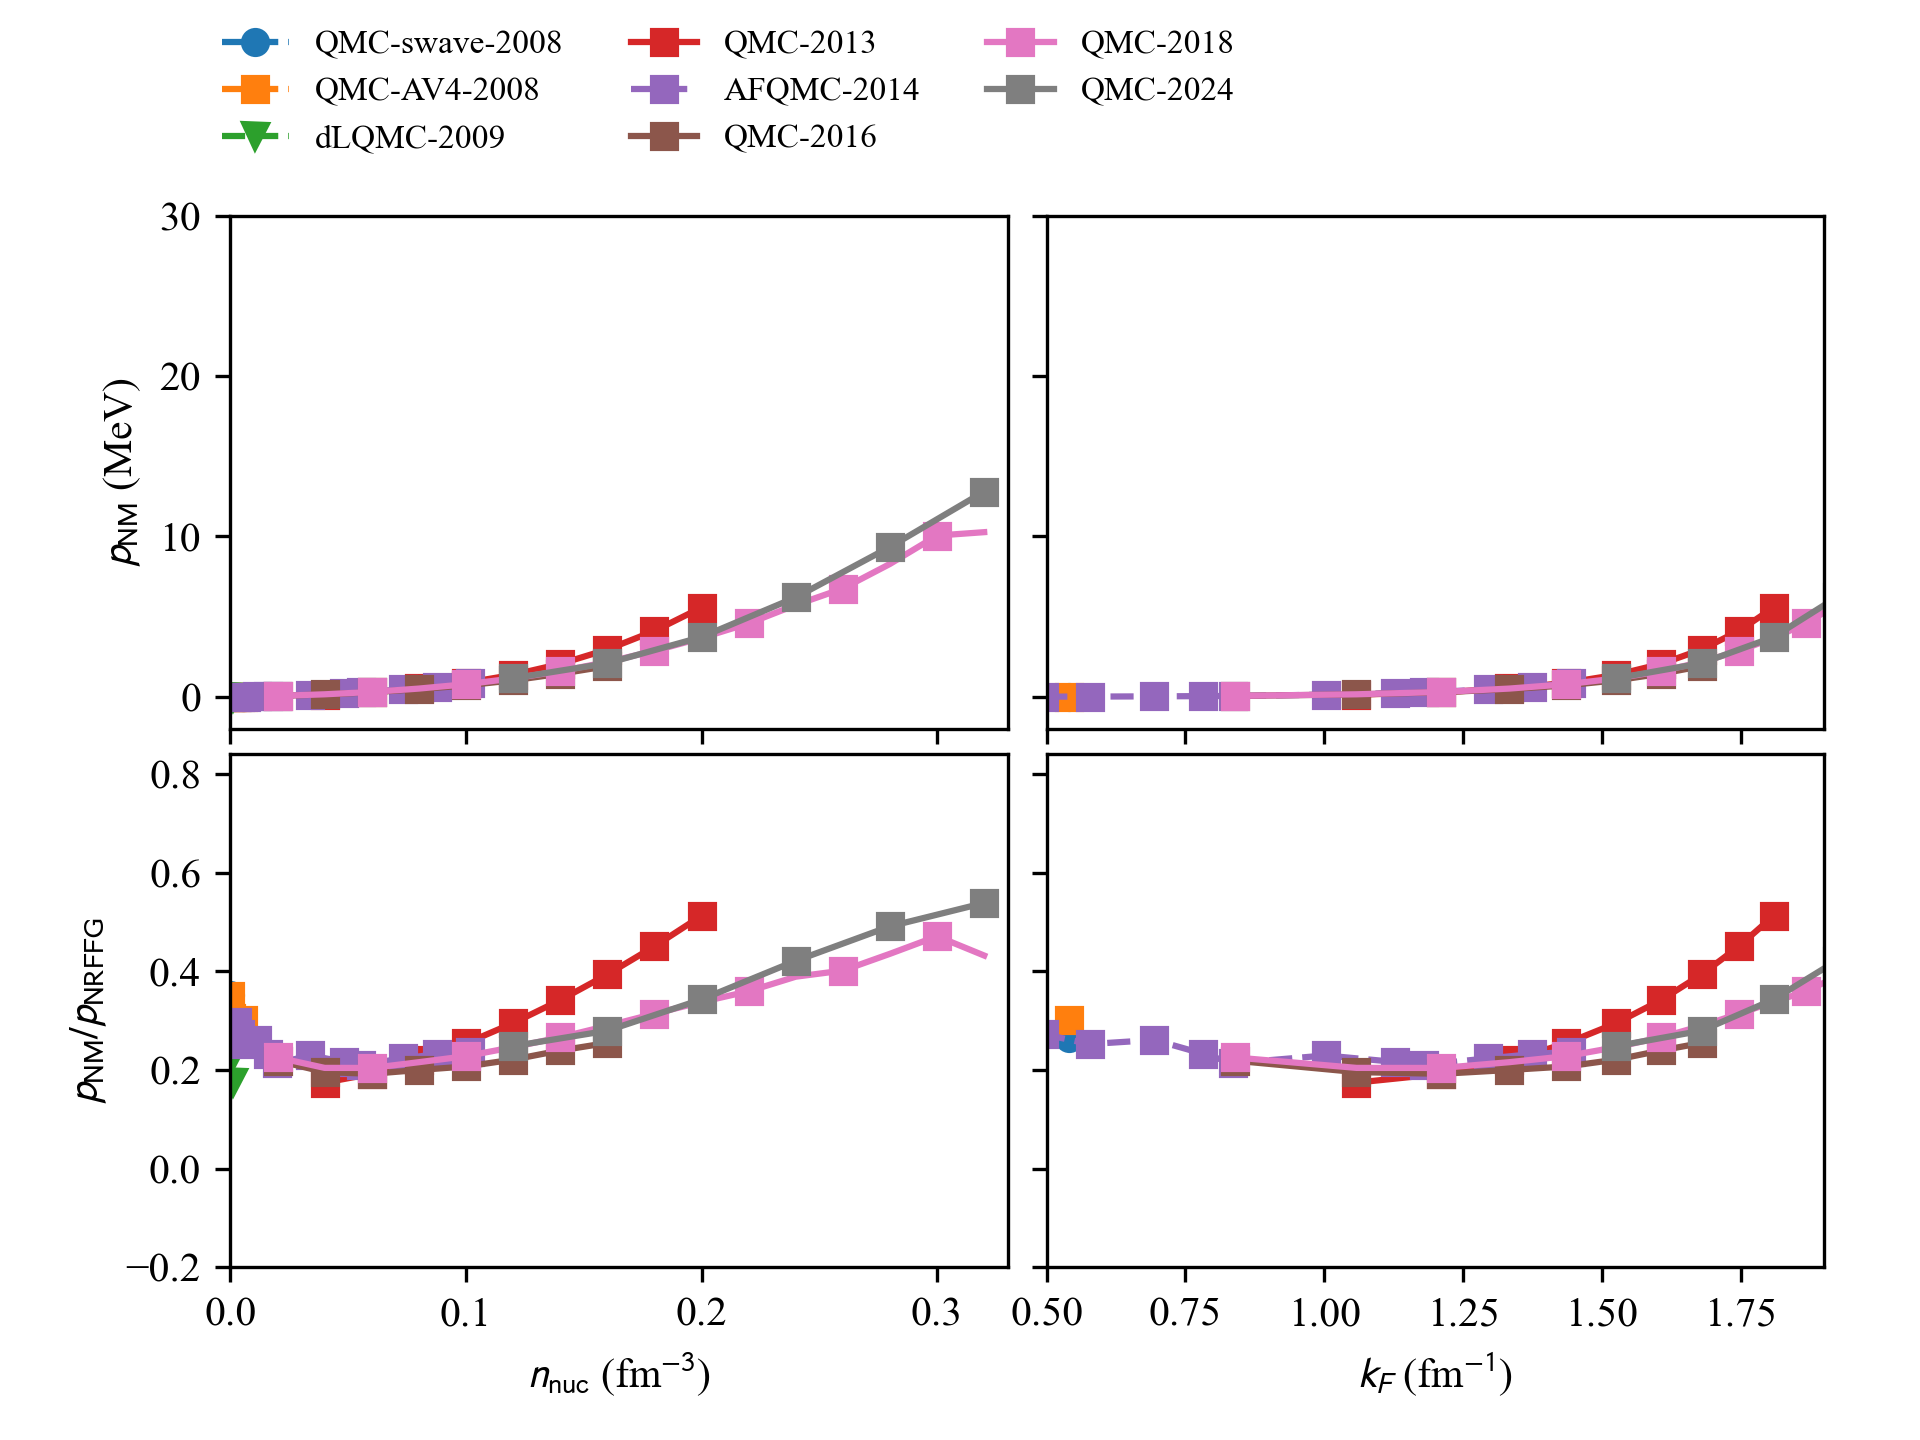 QMC-swave-2008 QMC-2013 QMC-2018
QMC-AV4-2008 AFQMC-2014 QMC-2024
dLQMC-2009 QMC-2016
30
20
10
0
p_NM (MeV)
0.8
0.6
0.4
0.2
0.0
−0.2
p_NM/p_NRFFG
0.0 0.1 0.2 0.3 0.50 0.75 1.00 1.25 1.50 1.75
n_nuc (fm⁻³) k_F (fm⁻¹)